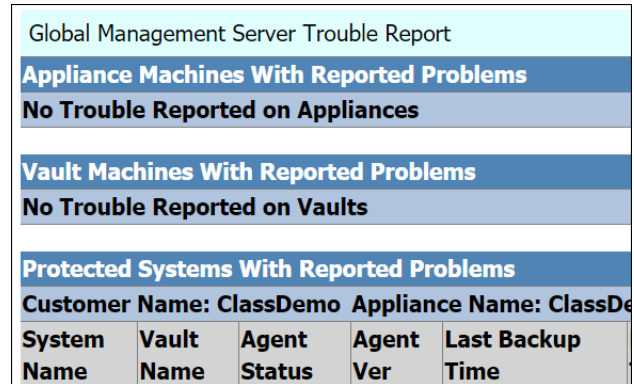 Global Management Server Trouble Report
Appliance Machines With Reported Problems
No Trouble Reported on Appliances
Vault Machines With Reported Problems
No Trouble Reported on Vaults
Protected Systems With Reported Problems
Customer Name: ClassDemo Appliance Name: ClassDe
System Vault Agent Agent Last Backup
Name Name Status Ver Time